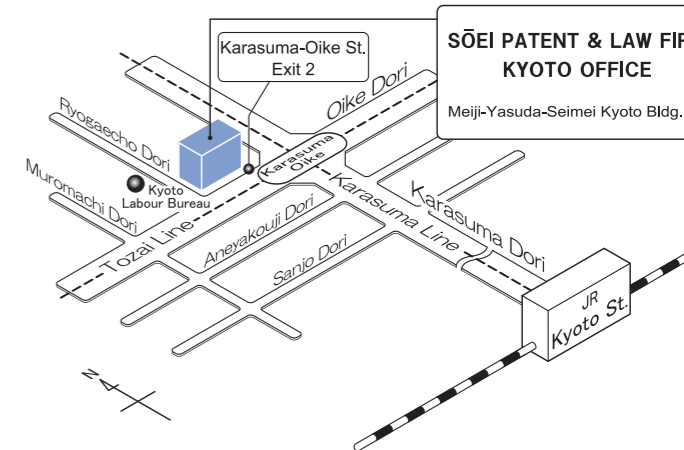 Karasuma-Oike St.
Exit 2
SŌEI PATENT & LAW FIR
KYOTO OFFICE
Meiji-Yasuda-Seimei Kyoto Bldg.
Oike Dori
Ryogaecho Dori
Karasuma
Oike
Kyoto
Labour Bureau
Muromachi Dori
Tozai Line
Aneyakouji Dori
Karasuma Line
Karasuma Dori
Sanjo Dori
JR
Kyoto St.
N